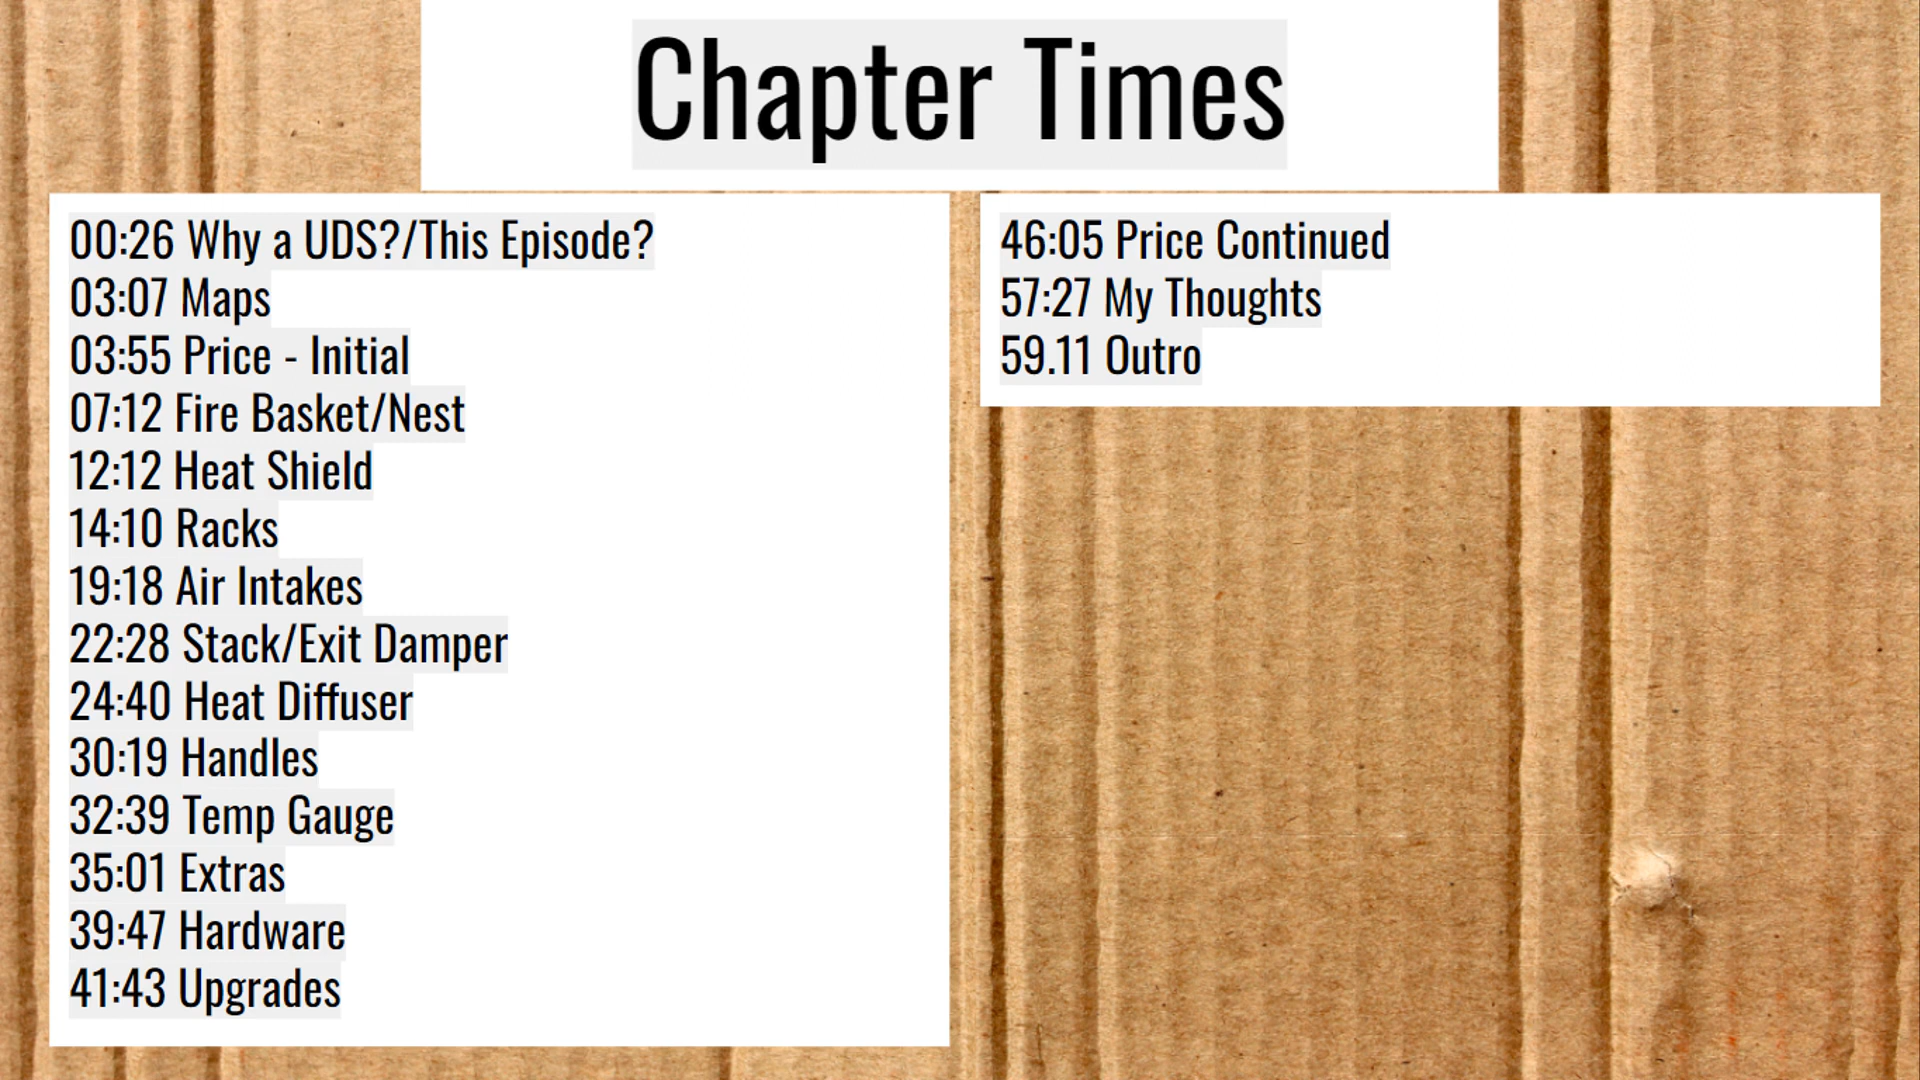 Chapter Times
00:26 Why a UDS?/This Episode?
03:07 Maps
03:55 Price - Initial
07:12 Fire Basket/Nest
12:12 Heat Shield
14:10 Racks
19:18 Air Intakes
22:28 Stack/Exit Damper
24:40 Heat Diffuser
30:19 Handles
32:39 Temp Gauge
35:01 Extras
39:47 Hardware
41:43 Upgrades
46:05 Price Continued
57:27 My Thoughts
59.11 Outro